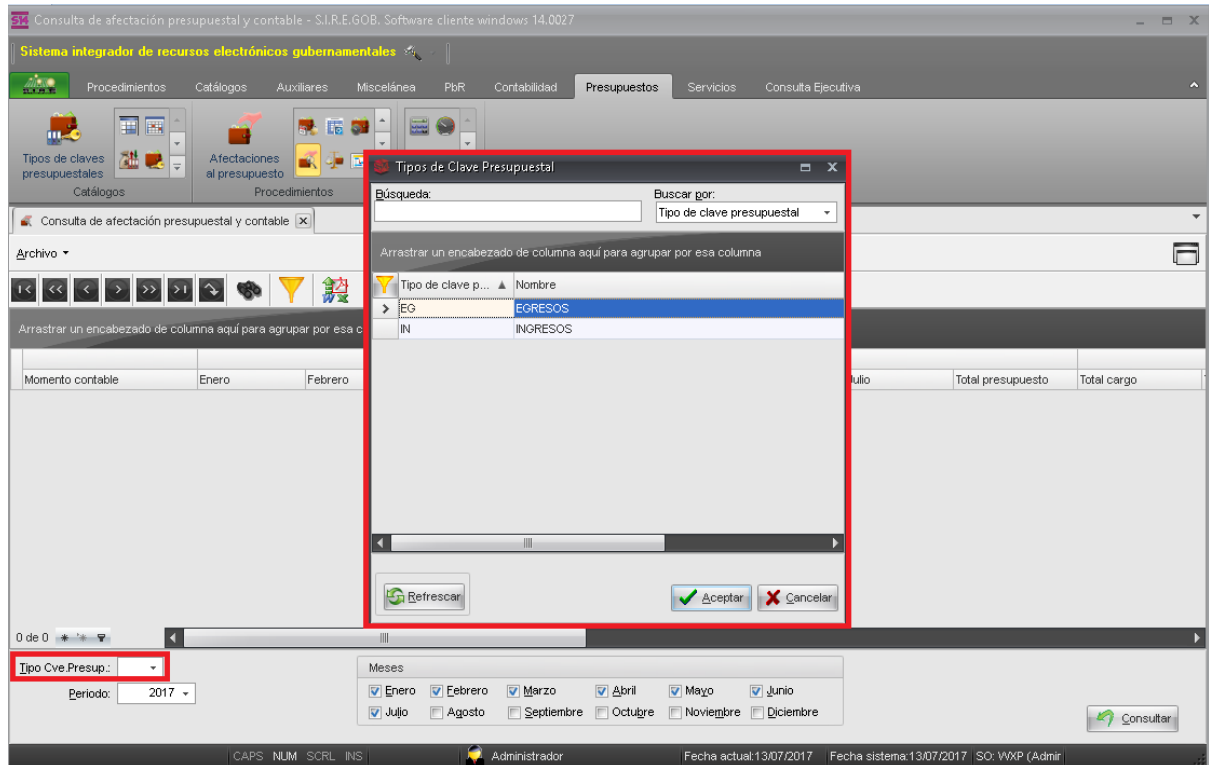 Consulta de afectación presupuestal y contable - S.I.R.E.GOB. Software cliente windows 14.0027
Sistema integrador de recursos electrónicos gubernamentales
Procedimientos Catálogos Auxiliares Miscelánea PbR Contabilidad Presupuestos Servicios Consulta Ejecutiva
Tipos de claves presupuestales
Afectaciones al presupuesto
Catálogos Procedimientos
Consulta de afectación presupuestal y contable
Archivo
Arrastrar un encabezado de columna aquí para agrupar por esa c
Momento contable Enero Febrero Julio Total presupuesto Total cargo
Tipos de Clave Presupuestal
Búsqueda: Buscar por:
Tipo de clave presupuestal
Arrastrar un encabezado de columna aquí para agrupar por esa columna
Tipo de clave p... Nombre
EG EGRESOS
IN INGRESOS
Refrescar Aceptar Cancelar
0 de 0
Tipo Cve.Presup.:
Periodo: 2017
Meses
Enero Febrero Marzo Abril Mayo Junio
Julio Agosto Septiembre Octubre Noviembre Diciembre
Consultar
CAPS NUM SCRL INS Administrador Fecha actual:13/07/2017 Fecha sistema:13/07/2017 SO: WXP (Admir